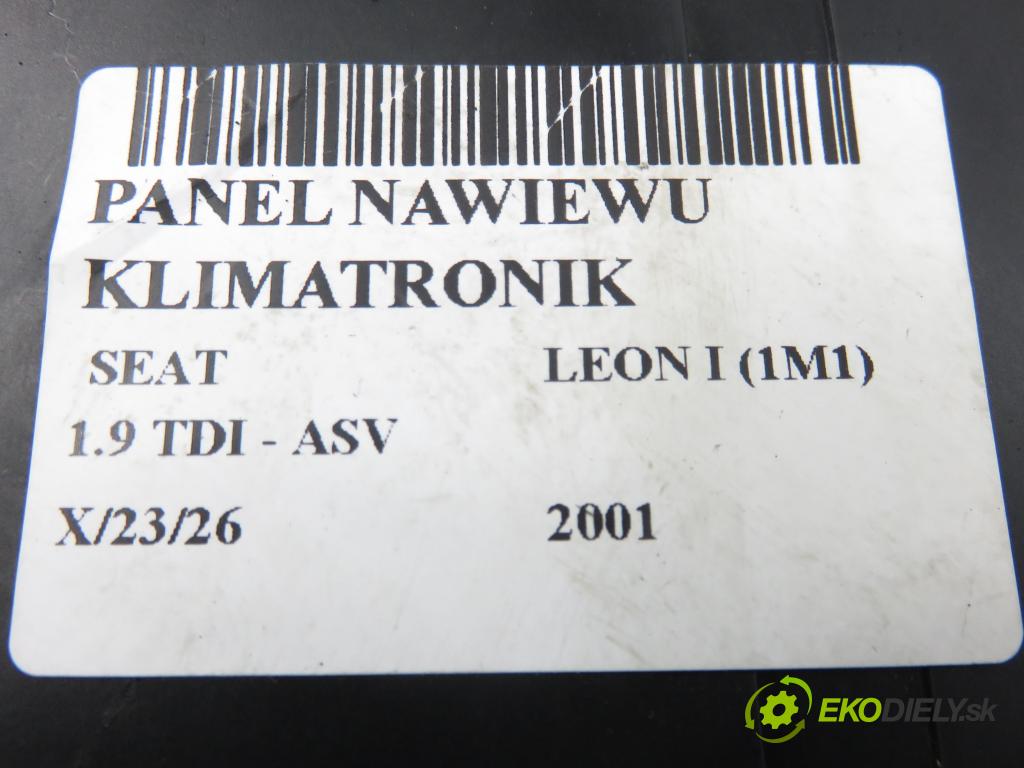 PANEL NAWIEWU
KLIMATRONIK
SEAT LEON I (1M1)
1.9 TDI - ASV
X/23/26 2001
EKODIELY.sk